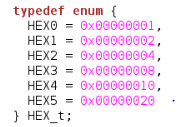 typedef enum {
HEX0 = 0x00000001,
HEX1 = 0x00000002,
HEX2 = 0x00000004,
HEX3 = 0x00000008,
HEX4 = 0x00000010,
HEX5 = 0x00000020
} HEX_t;